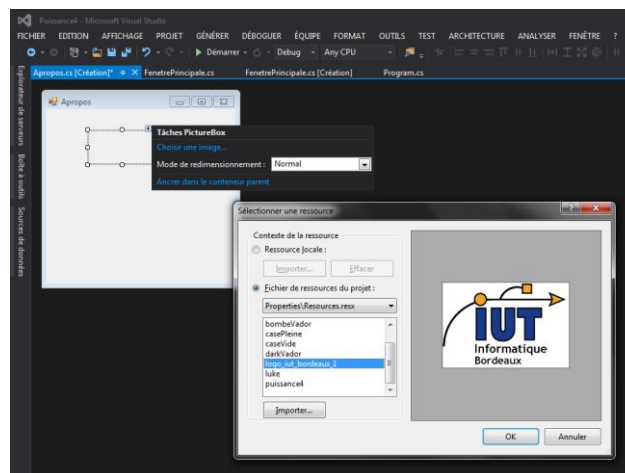 Puissance4 - Microsoft Visual Studio
FICHIER EDITION AFFICHAGE PROJET GÉNÉRER DÉBOGUER ÉQUIPE FORMAT OUTILS TEST ARCHITECTURE ANALYSER FENÊTRE ?
Démarrer Debug Any CPU
Apropos.cs [Création]* FenetrePrincipale.cs FenetrePrincipale.cs [Création] Program.cs
Explorateur de serveurs
Boîte à outils
Sources de données
Apropos
Tâches PictureBox
Choisir une image...
Mode de redimensionnement : Normal
Ancrer dans le conteneur parent
Sélectionner une ressource
Contexte de la ressource
Ressource locale :
Importer... Effacer
Fichier de ressources du projet :
Properties\Resources.resx
bombeVador
casePleine
caseVide
darkVador
logo_iut_bordeaux_1
luke
puissance4
Importer...
IUT
Informatique
Bordeaux
OK Annuler